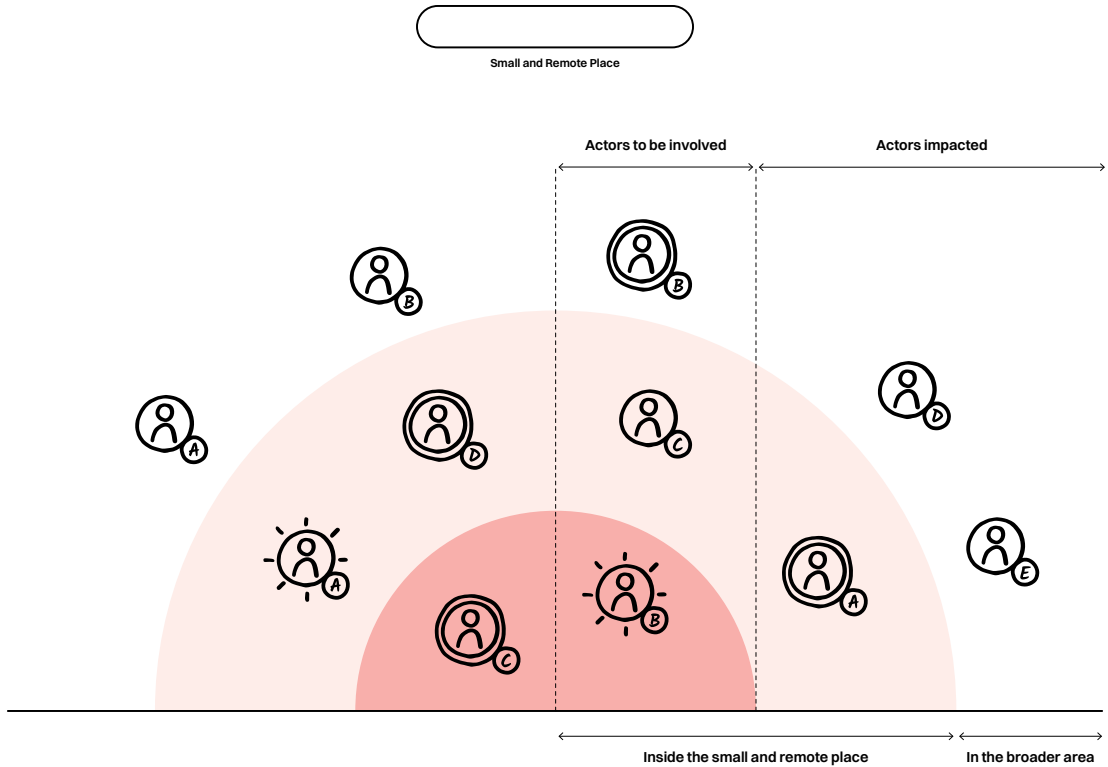 Small and Remote Place
Actors to be involved
Actors impacted
B
B
D
A
D
C
E
A
A
B
C
Inside the small and remote place
In the broader area